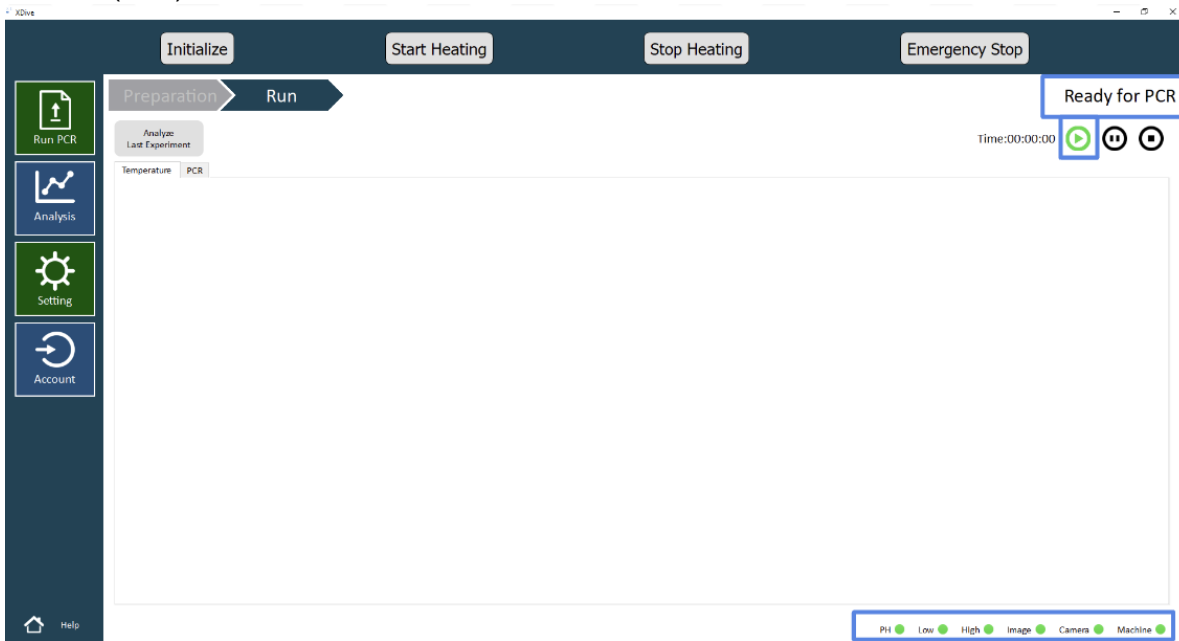 XDive
Initialize
Start Heating
Stop Heating
Emergency Stop
Run PCR
Analysis
Setting
Account
Help
Preparation
Run
Ready for PCR
Analyze
Last Experiment
Time:00:00:00
Temperature
PCR
PH
Low
High
Image
Camera
Machine